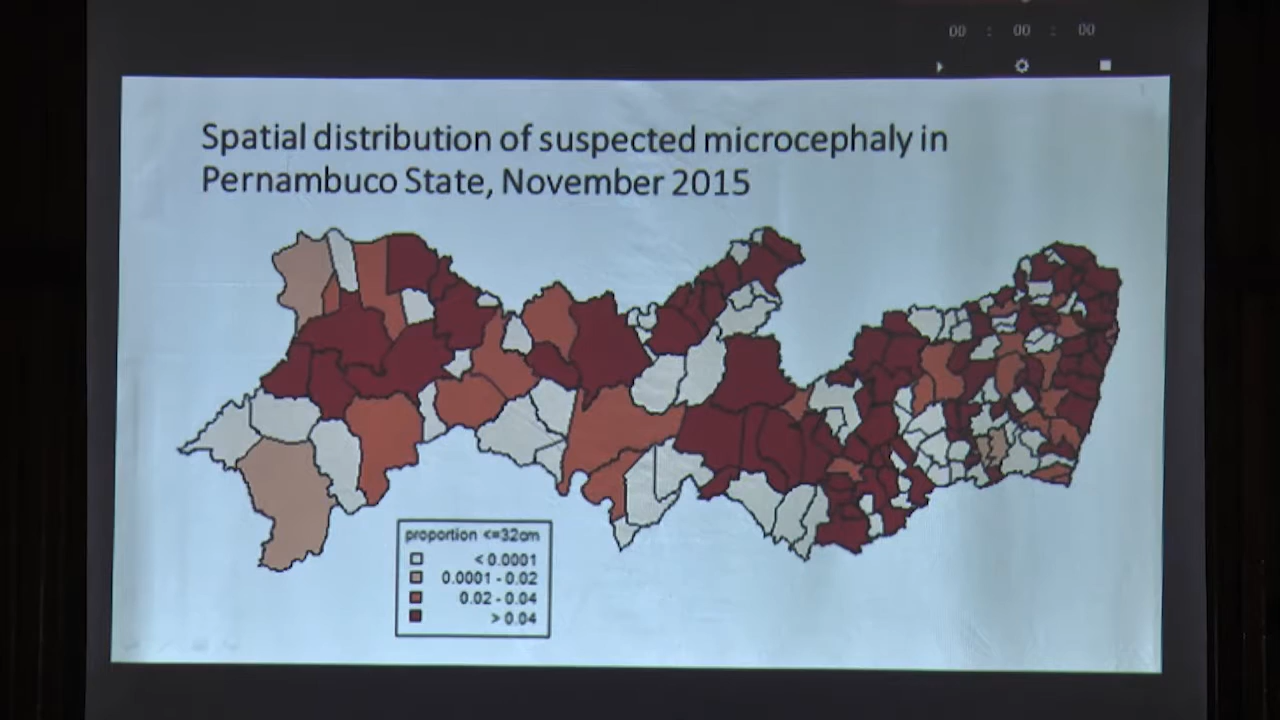 00 : 00 : 00
Spatial distribution of suspected microcephaly in
Pernambuco State, November 2015
proportion <=32cm
< 0.0001
0.0001 - 0.02
0.02 - 0.04
> 0.04